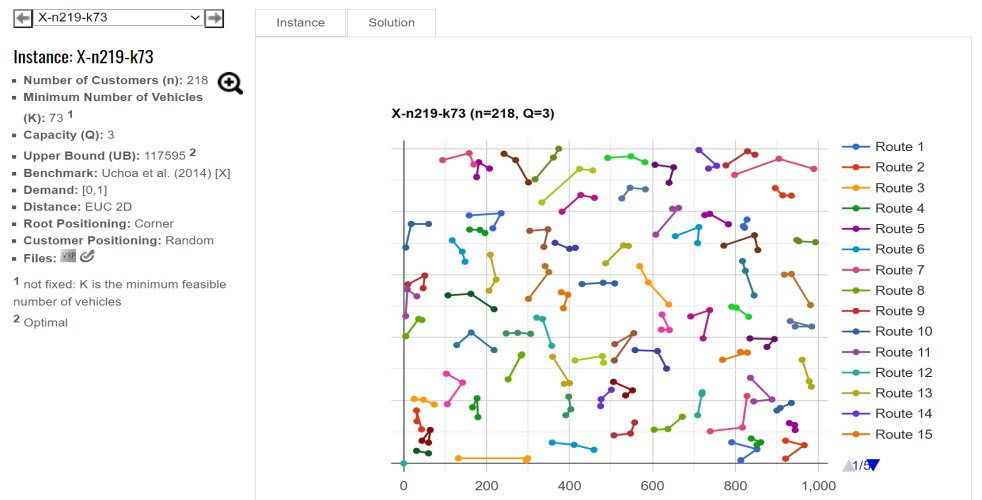 X-n219-k73
Instance
Solution
Instance: X-n219-k73
Number of Customers (n): 218
Minimum Number of Vehicles
(K): 73 1
Capacity (Q): 3
Upper Bound (UB): 117595 2
Benchmark: Uchoa et al. (2014) [X]
Demand: [0,1]
Distance: EUC 2D
Root Positioning: Corner
Customer Positioning: Random
Files:
1 not fixed: K is the minimum feasible
number of vehicles
2 Optimal
X-n219-k73 (n=218, Q=3)
Route 1
Route 2
Route 3
Route 4
Route 5
Route 6
Route 7
Route 8
Route 9
Route 10
Route 11
Route 12
Route 13
Route 14
Route 15
1/5
0
200
400
600
800
1,000